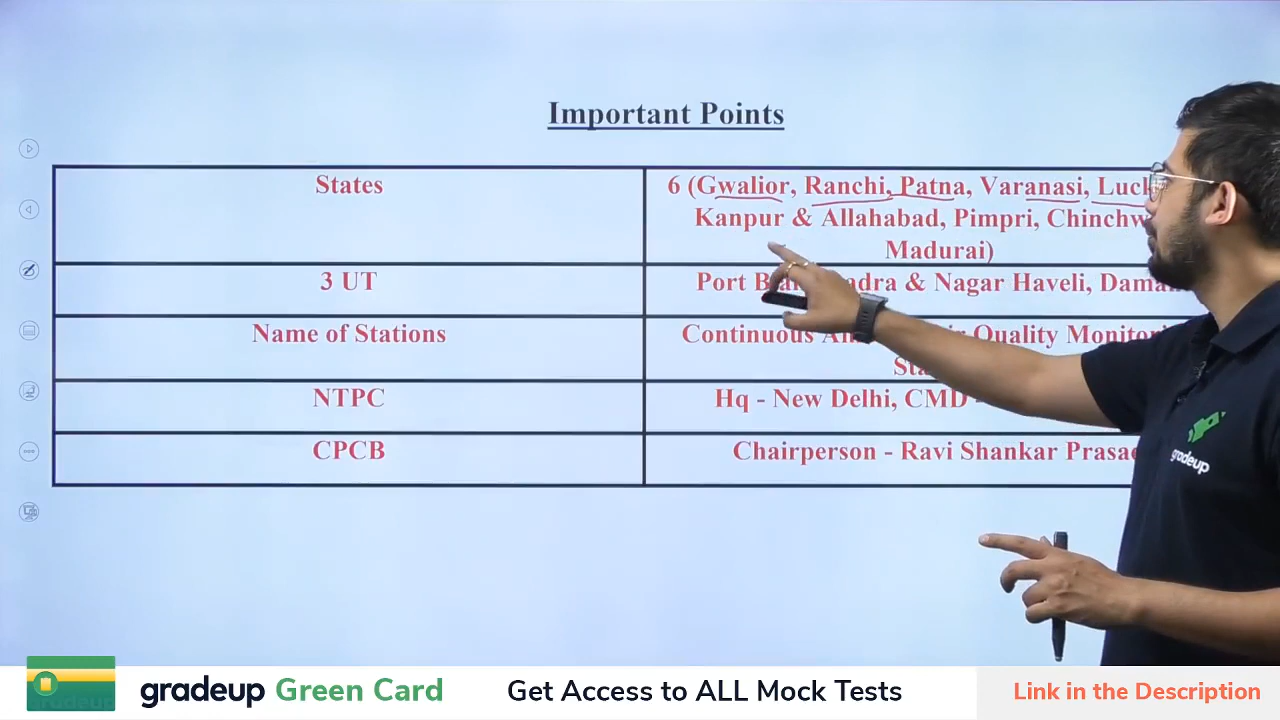 Important Points
States
6 (Gwalior, Ranchi, Patna, Varanasi,
Kanpur & Allahabad, Pimpri,
Madurai)
3 UT
Port & Nagar Haveli,
Name of Stations
Continuous Quality
NTPC
Hq - New Delhi, CMD
CPCB
Chairperson - Ravi Shankar
gradeup
gradeup Green Card
Get Access to ALL Mock Tests
Link in the Description